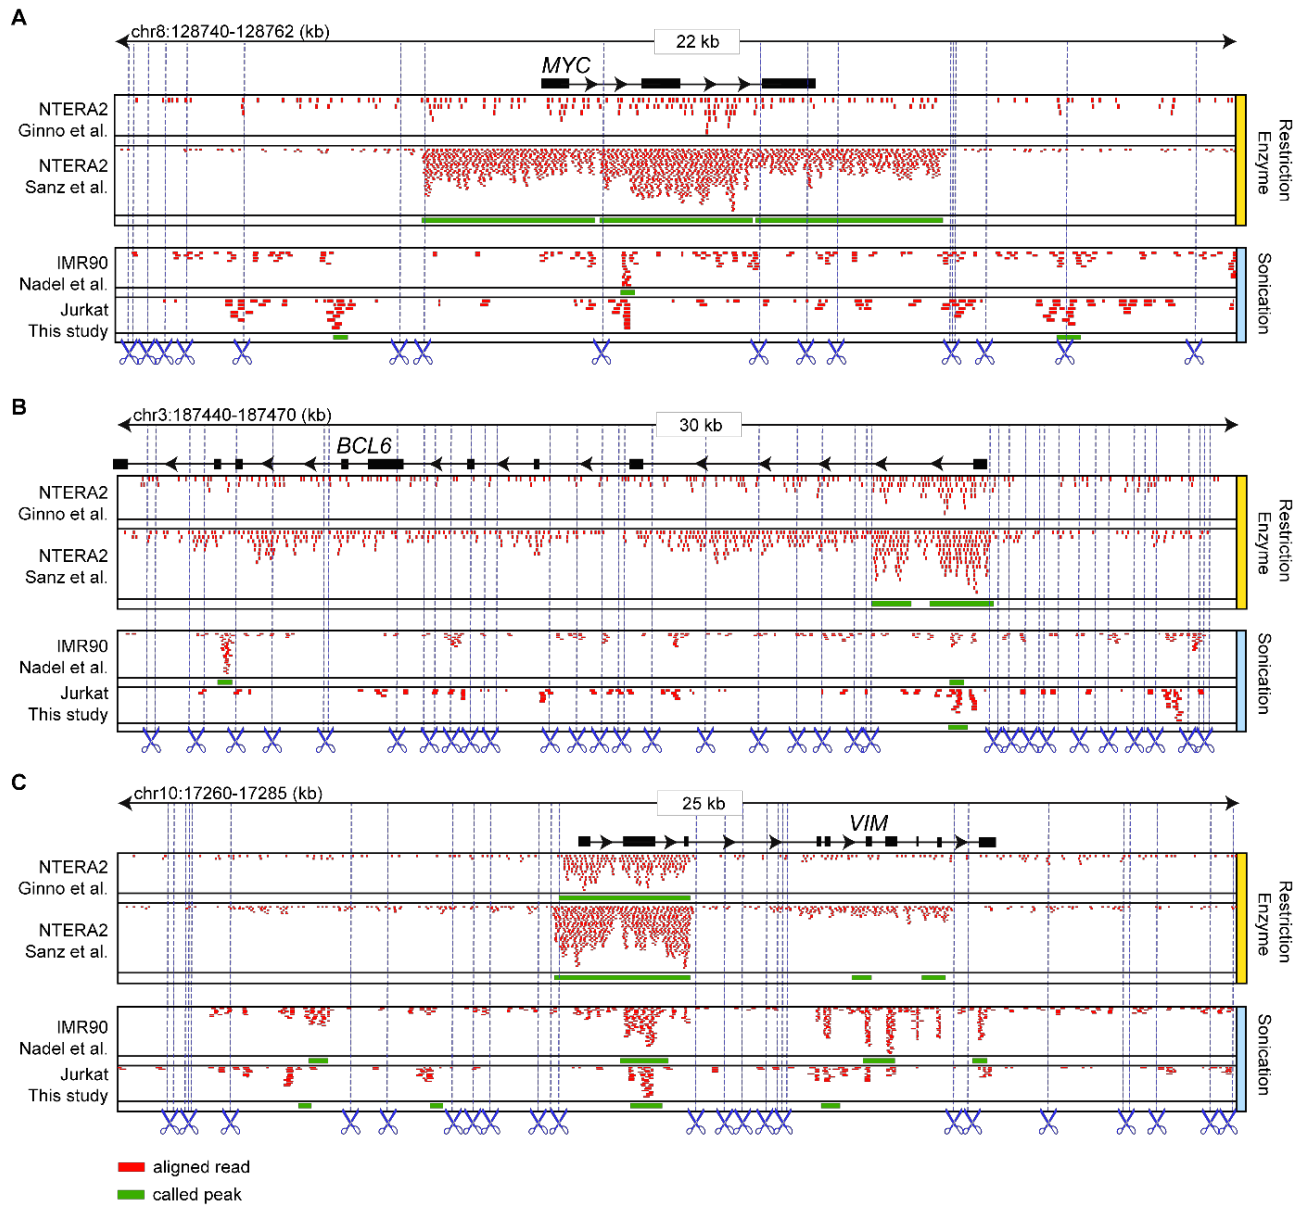 A
chr8:128740-128762 (kb)
22 kb
MYC
NTERA2
Ginno et al.
NTERA2
Sanz et al.
Restriction
Enzyme
IMR90
Nadel et al.
Jurkat
This study
Sonication
B
chr3:187440-187470 (kb)
30 kb
BCL6
NTERA2
Ginno et al.
NTERA2
Sanz et al.
Restriction
Enzyme
IMR90
Nadel et al.
Jurkat
This study
Sonication
C
chr10:17260-17285 (kb)
25 kb
VIM
NTERA2
Ginno et al.
NTERA2
Sanz et al.
Restriction
Enzyme
IMR90
Nadel et al.
Jurkat
This study
Sonication
aligned read
called peak